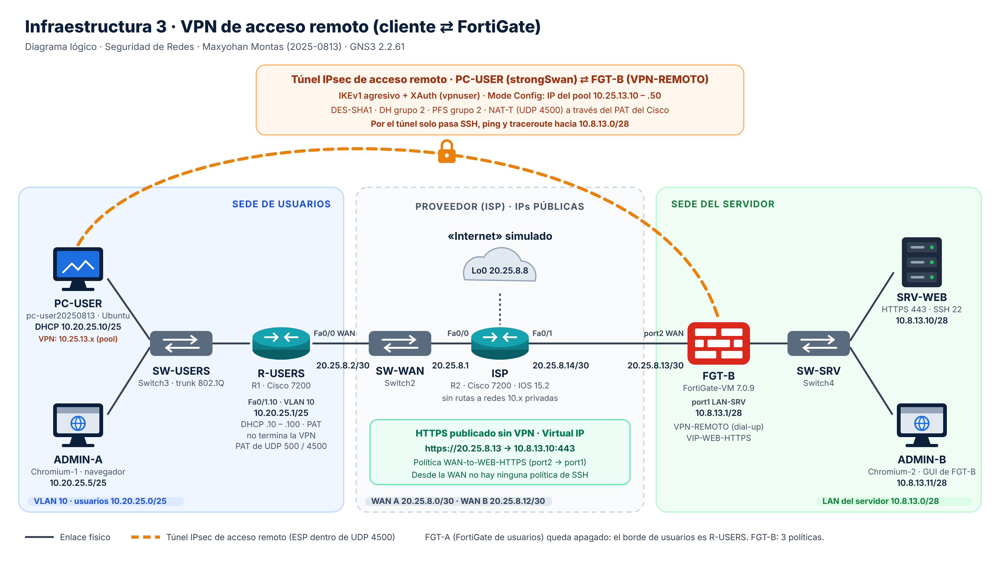 Infraestructura 3 · VPN de acceso remoto (cliente ⇄ FortiGate)
Diagrama lógico · Seguridad de Redes · Maxyohan Montas (2025-0813) · GNS3 2.2.61
Túnel IPsec de acceso remoto · PC-USER (strongSwan) ⇄ FGT-B (VPN-REMOTO)
IKEv1 agresivo + XAuth (vpnuser) · Mode Config: IP del pool 10.25.13.10 – .50
DES-SHA1 · DH grupo 2 · PFS grupo 2 · NAT-T (UDP 4500) a través del PAT del Cisco
Por el túnel solo pasa SSH, ping y traceroute hacia 10.8.13.0/28
SEDE DE USUARIOS
PC-USER
pc-user20250813 · Ubuntu
DHCP 10.20.25.10/25
VPN: 10.25.13.x (pool)
SW-USERS
Switch3 · trunk 802.1Q
R-USERS
R1 · Cisco 7200
Fa0/1.10 · VLAN 10
10.20.25.1/25
DHCP .10 – .100 · PAT
no termina la VPN
PAT de UDP 500 / 4500
Fa0/0 WAN
20.25.8.2/30
ADMIN-A
Chromium-1 · navegador
10.20.25.5/25
VLAN 10 · usuarios 10.20.25.0/25
PROVEEDOR (ISP) · IPs PÚBLICAS
«Internet» simulado
Lo0 20.25.8.8
SW-WAN
Switch2
Fa0/0
20.25.8.1
ISP
R2 · Cisco 7200 · IOS 15.2
sin rutas a redes 10.x privadas
Fa0/1
20.25.8.14/30
HTTPS publicado sin VPN · Virtual IP
https://20.25.8.13 → 10.8.13.10:443
Política WAN-to-WEB-HTTPS (port2 → port1)
Desde la WAN no hay ninguna política de SSH
WAN A 20.25.8.0/30 · WAN B 20.25.8.12/30
SEDE DEL SERVIDOR
port2 WAN
20.25.8.13/30
FGT-B
FortiGate-VM 7.0.9
port1 LAN-SRV
10.8.13.1/28
VPN-REMOTO (dial-up)
VIP-WEB-HTTPS
SW-SRV
Switch4
SRV-WEB
HTTPS 443 · SSH 22
10.8.13.10/28
ADMIN-B
Chromium-2 · GUI de FGT-B
10.8.13.11/28
LAN del servidor 10.8.13.0/28
Enlace físico
Túnel IPsec de acceso remoto (ESP dentro de UDP 4500)
FGT-A (FortiGate de usuarios) queda apagado: el borde de usuarios es R-USERS. FGT-B: 3 políticas.